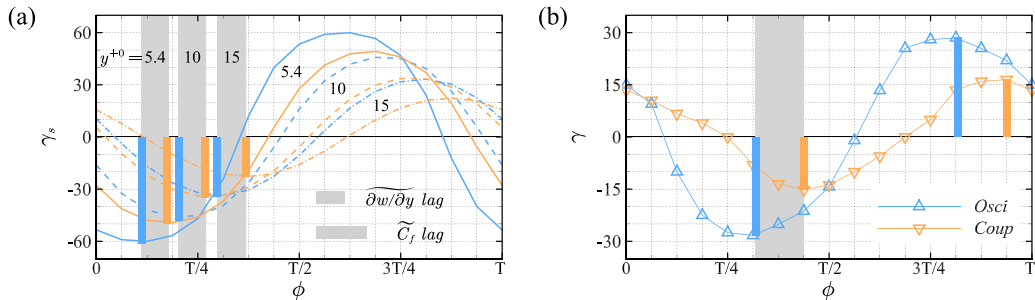 (a)
60
30
0
-30
-60
γₛ
y⁺⁰ = 5.4
10
15
5.4
10
15
∂w/∂y lag
C̃_f lag
0
T/4
T/2
3T/4
T
ϕ
(b)
30
15
0
-15
-30
γ
Osci
Coup
0
T/4
T/2
3T/4
T
ϕ